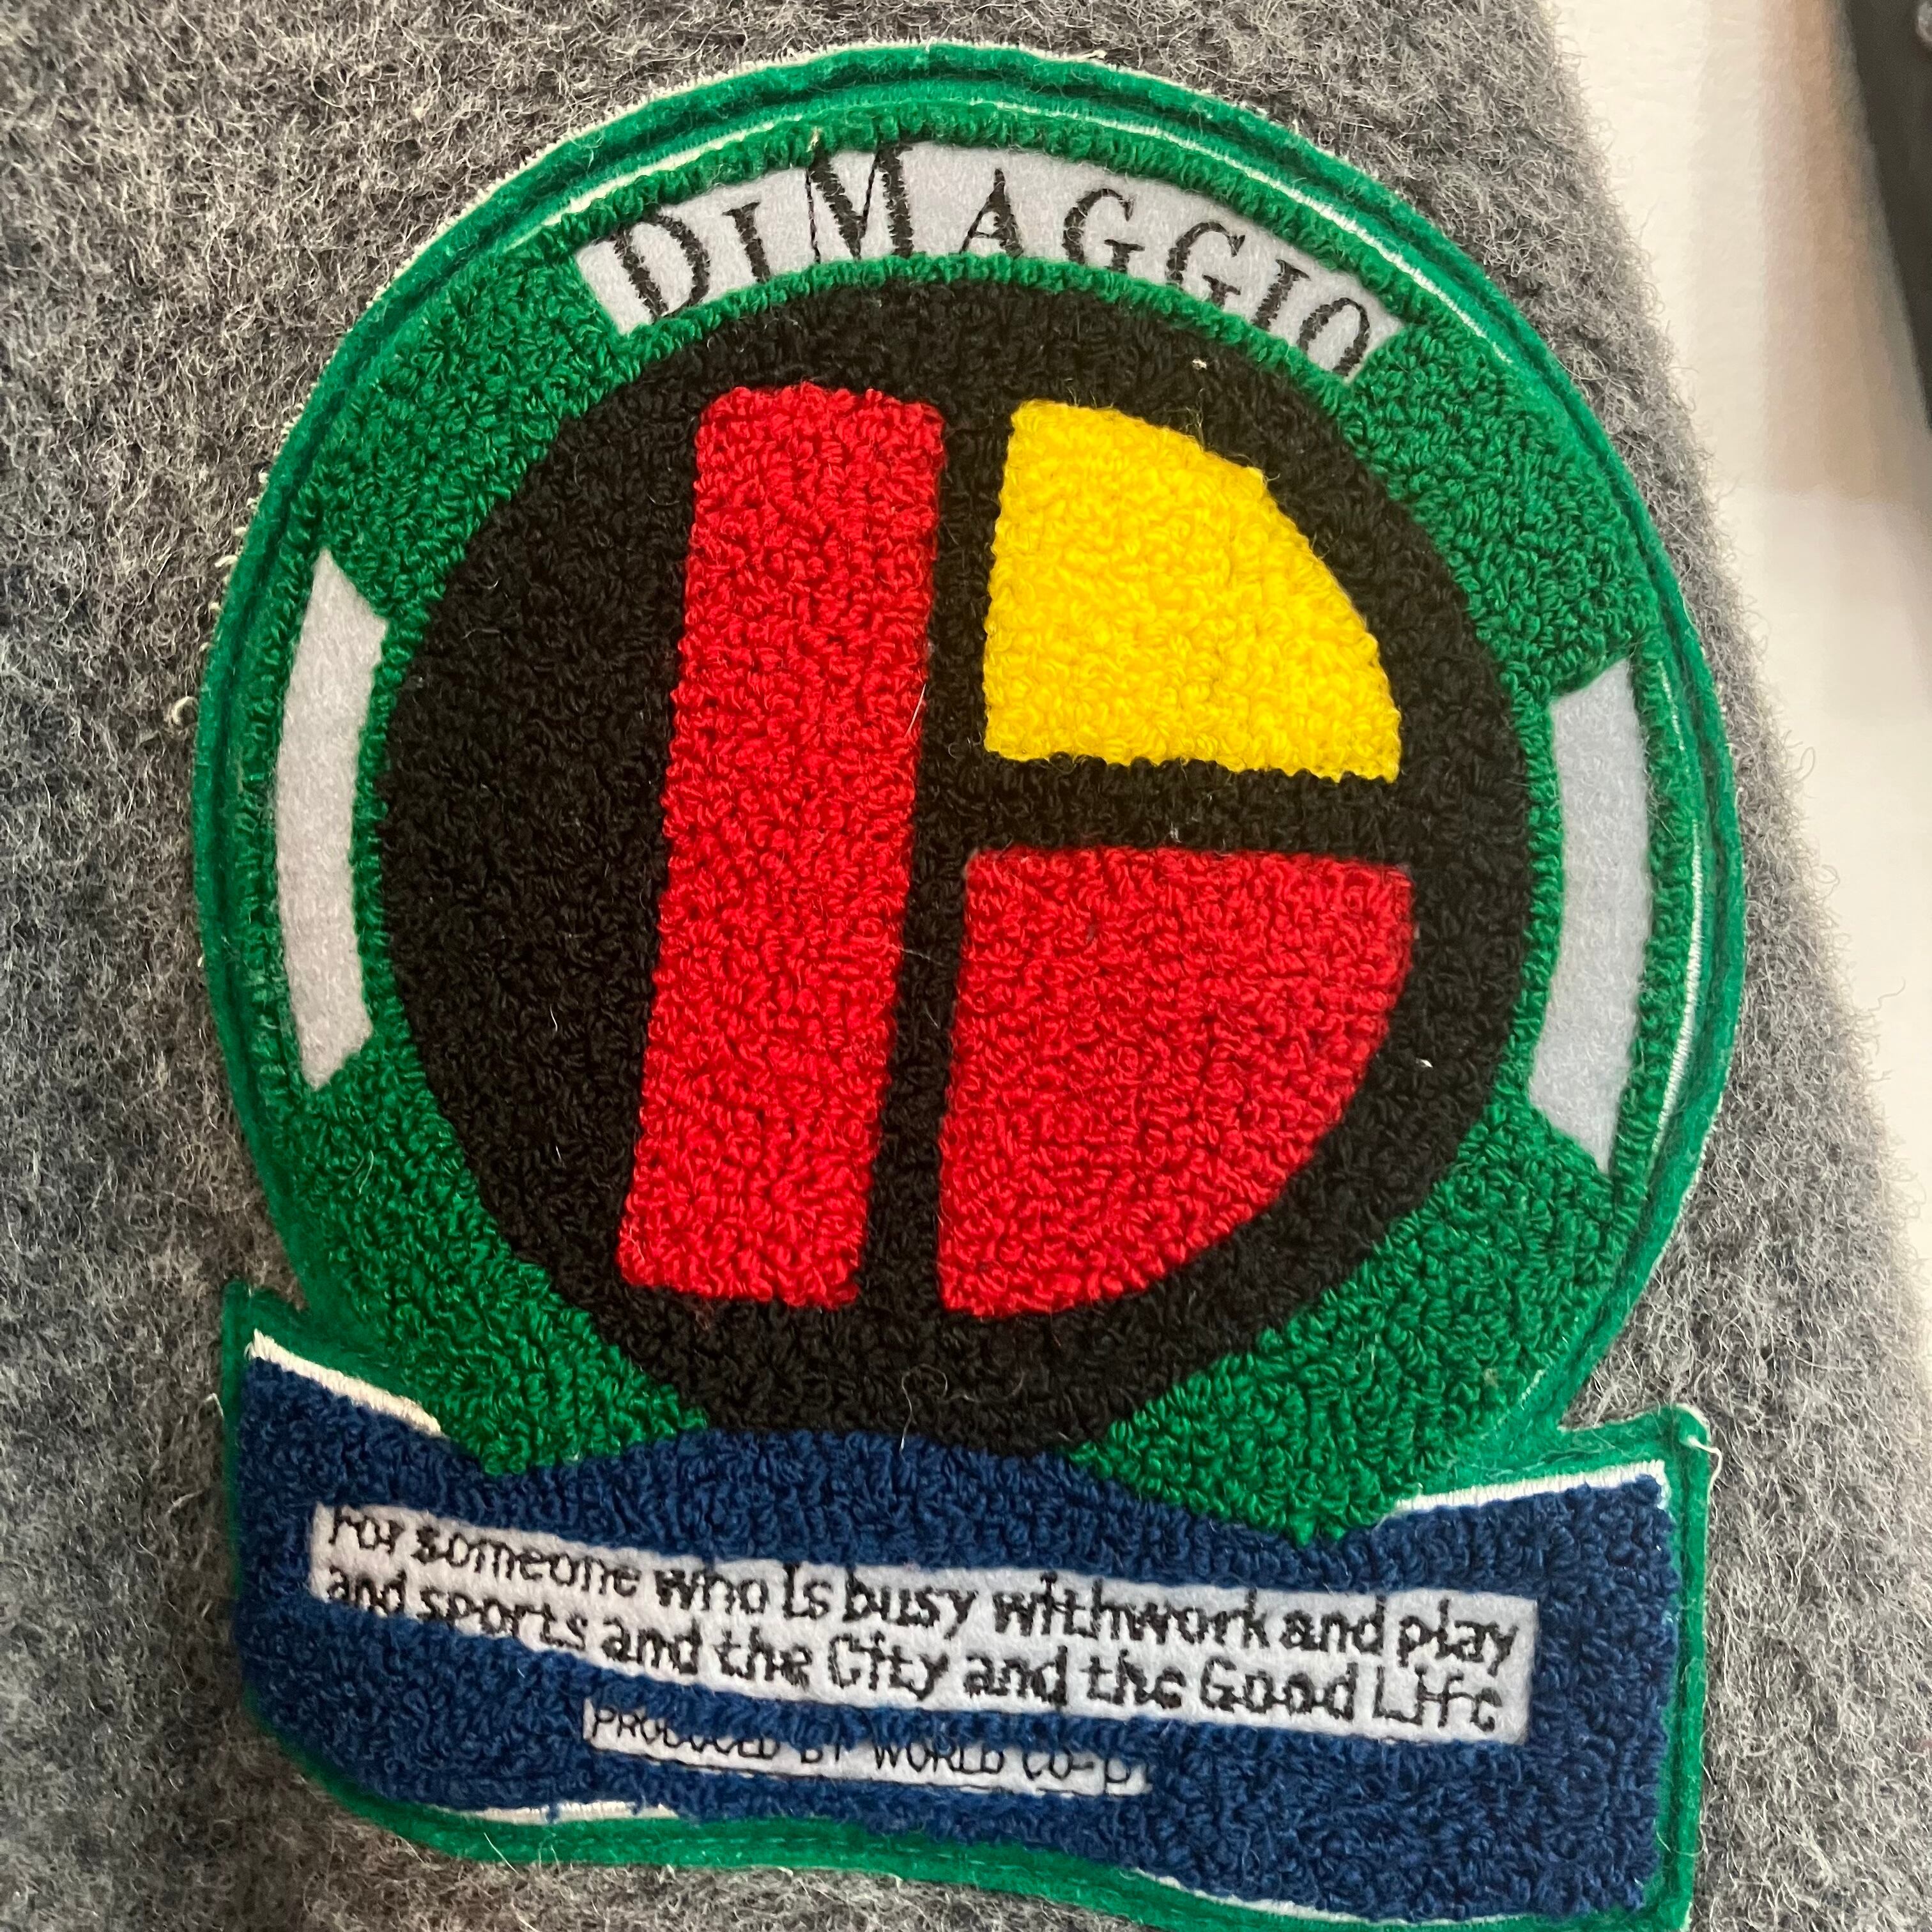 DIMAGGIO
For someone who is busy withwork and play
and sports and the City and the Good Life
PRODUCED BY WORLD CO-P.